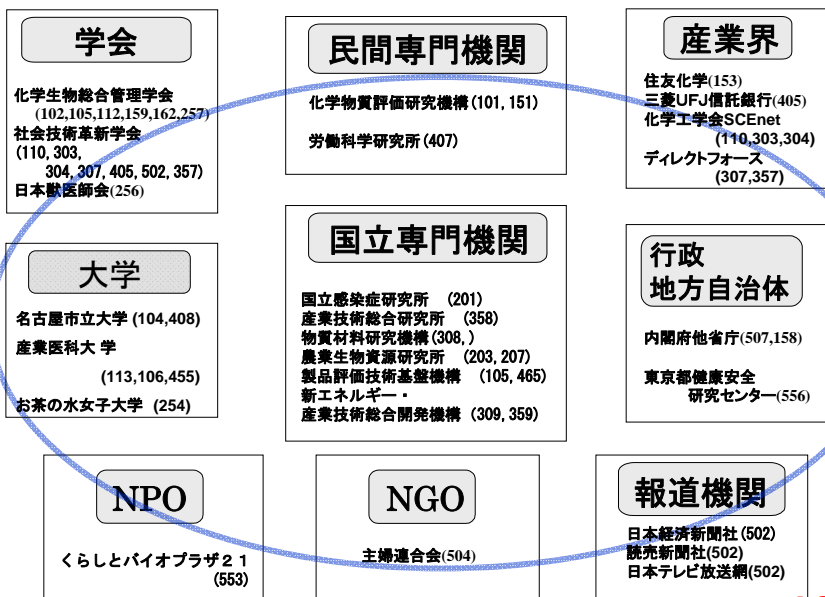 学会
化学生物総合管理学会
(102,105,112,159,162,257)
社会技術革新学会
(110, 303,
304, 307, 405, 502, 357)
日本獣医師会(256)
民間専門機関
化学物質評価研究機構(101, 151)
労働科学研究所(407)
産業界
住友化学(153)
三菱UFJ信託銀行(405)
化学工学会SCEnet
(110,303,304)
ディレクトフォース
(307,357)
大学
名古屋市立大学 (104,408)
産業医科大 学
(113,106,455)
お茶の水女子大学 (254)
国立専門機関
国立感染症研究所 (201)
産業技術総合研究所 (358)
物質材料研究機構(308,)
農業生物資源研究所 (203, 207)
製品評価技術基盤機構 (105, 465)
新エネルギー・
産業技術総合開発機構 (309, 359)
行政
地方自治体
内閣府他省庁(507,158)
東京都健康安全
研究センター(556)
NPO
くらしとバイオプラザ２１
(553)
NGO
主婦連合会(504)
報道機関
日本経済新聞社(502)
読売新聞社(502)
日本テレビ放送網(502)